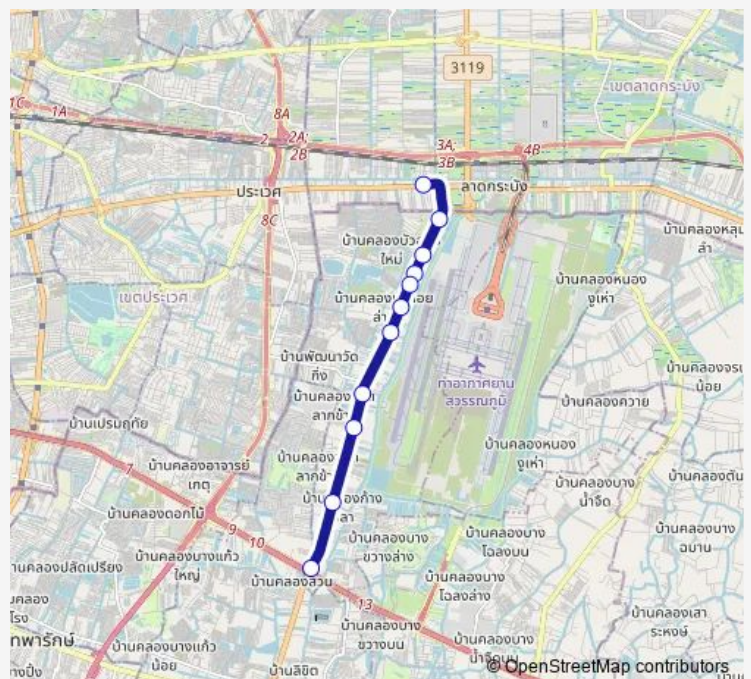 3119
เขตลาดกระบัง
1C
1A
8A
2
2A;
2B
3A;
3B
4B
ประเวศ
ลาดกระบัง
8C
บ้านคลองบัว
ใหม่
บ้านคลองหลุม
ลำ
เขตประเวศ
บ้านคลองหนอง
งูเห่า
ล่า
บ้านพัฒนาวัด
กิ่ง
ท่าอากาศยาน
สุวรรณภูมิ
บ้านคลองจระ
น้อย
ลากข้า
บ้านคลองควาย
บ้านเปรมฤทัย
7
บ้านคลองอาจารย์
เกตุ
ลากข้า
บ้านคลองหนอง
งูเห่า
บ้านคลองบาง
น้ำจืด
บ้านคลองต้น
บ้านคลองดอกไม้
9
10
ลา
บ้านคลองบาง
ขวางล่าง
บ้านคลองบาง
โฉลงบน
บ้านคลองบาง
ฉมาน
บ้านคลองบางแก้ว
ใหญ่
บ้านคลองสวน
13
บ้านคลองบาง
โฉลงล่าง
บ้านคลองเสา
ระหงษ์
านคลองปลัดเปรียง
ทพารักษ์
บ้านคลองบางแก้ว
น้อย
บ้านลิขิต
บ้านคลองบาง
ขวางบน
บ้านคลองบาง
น้ำจืดบน
© OpenStreetMap contributors